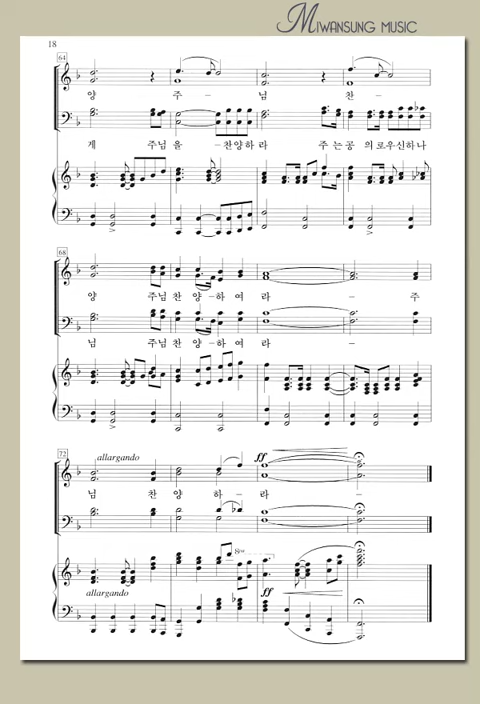 MIWANSUNG MUSIC
18
64
양 주 - 님 찬 -
게 주님을 - 찬양하라 주는공 의로우신하나
68
양 주님찬 양 - 하 여 라 - 주
님 주님찬 양 - 하 여 라 -
72
allargando
ff
님 찬 양 하 - 라 -
8va
allargando
ff